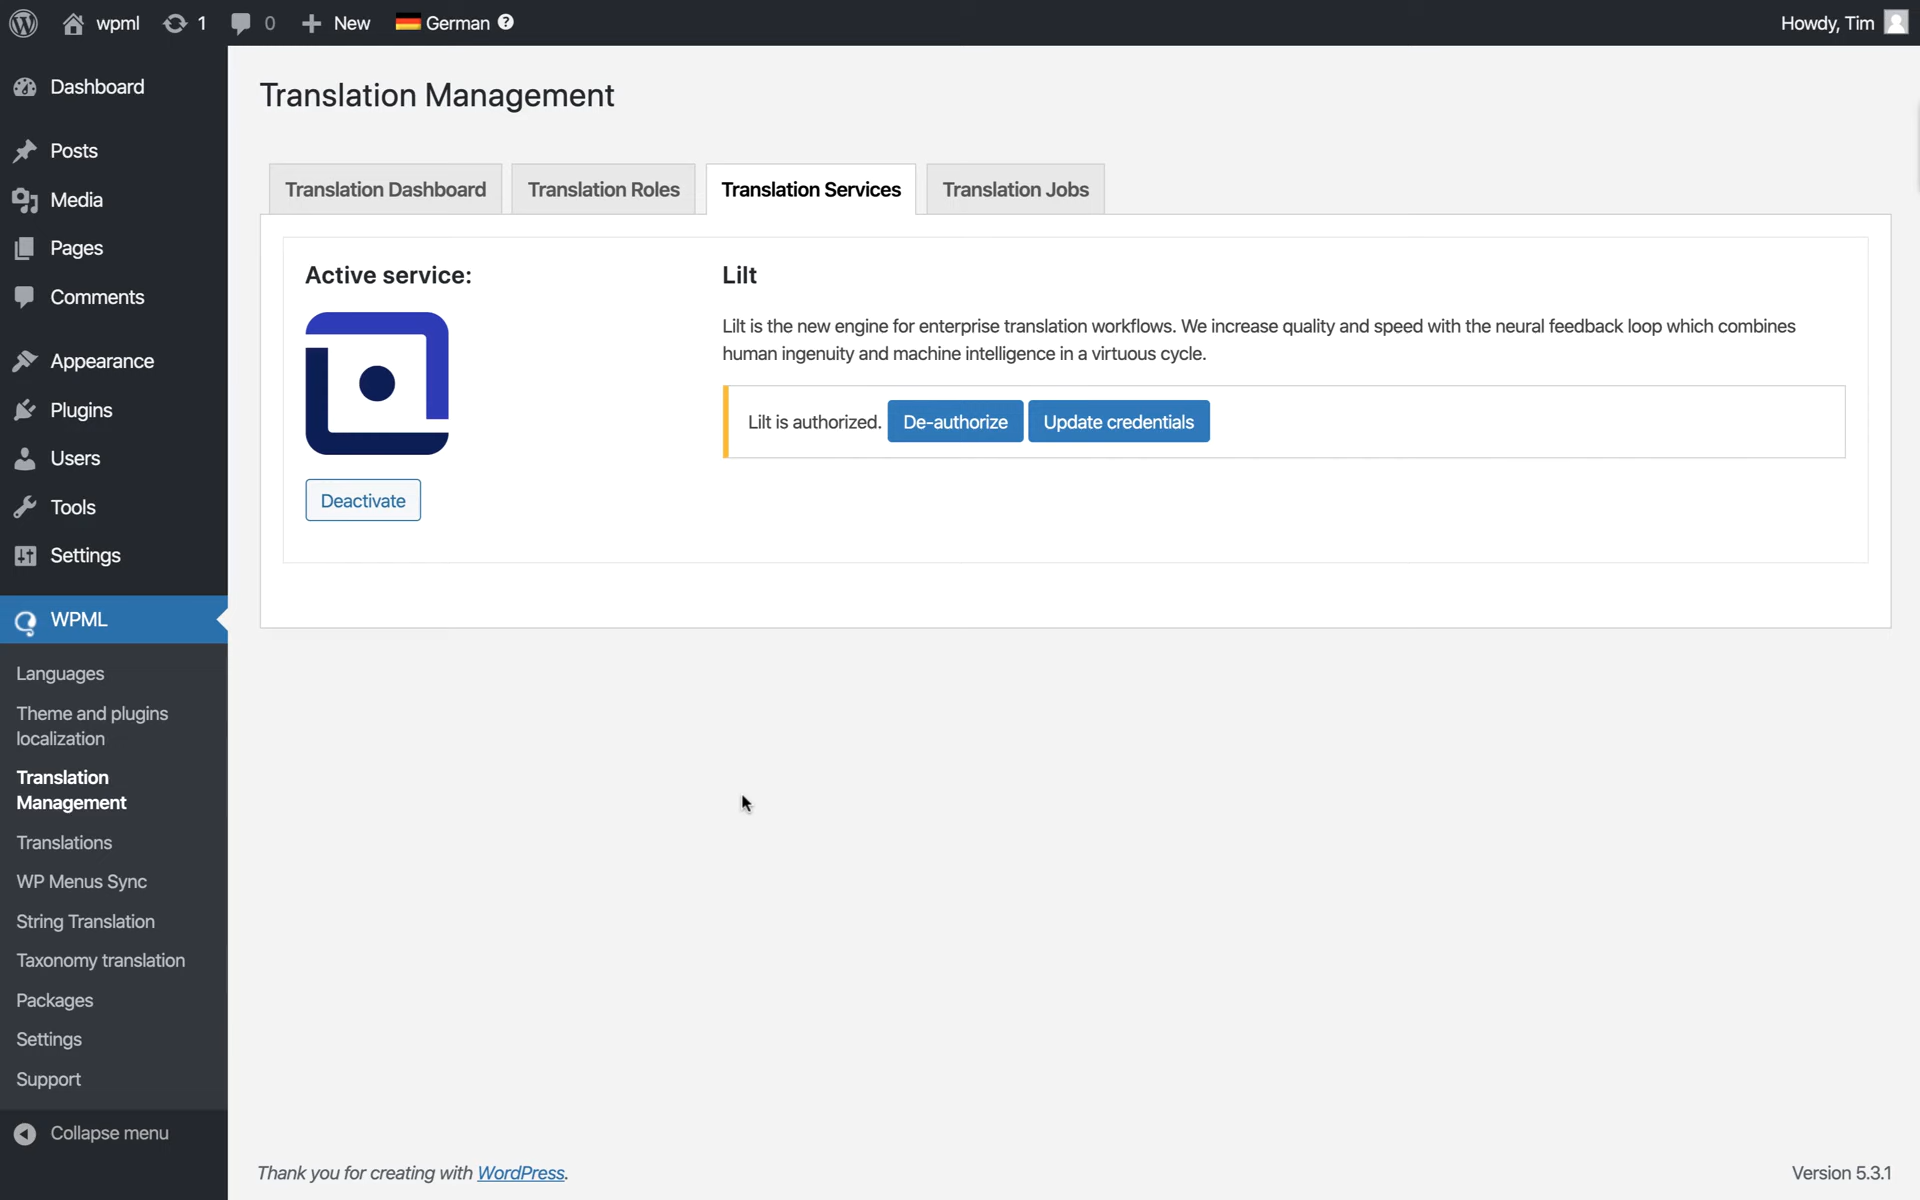 wpml 1 0 New German Howdy, Tim
Dashboard
Posts
Media
Pages
Comments
Appearance
Plugins
Users
Tools
Settings
WPML
Languages
Theme and plugins
localization
Translation
Management
Translations
WP Menus Sync
String Translation
Taxonomy translation
Packages
Settings
Support
Collapse menu
Translation Management
Translation Dashboard Translation Roles Translation Services Translation Jobs
Active service:
Deactivate
Lilt
Lilt is the new engine for enterprise translation workflows. We increase quality and speed with the neural feedback loop which combines
human ingenuity and machine intelligence in a virtuous cycle.
Lilt is authorized. De-authorize Update credentials
Thank you for creating with WordPress. Version 5.3.1